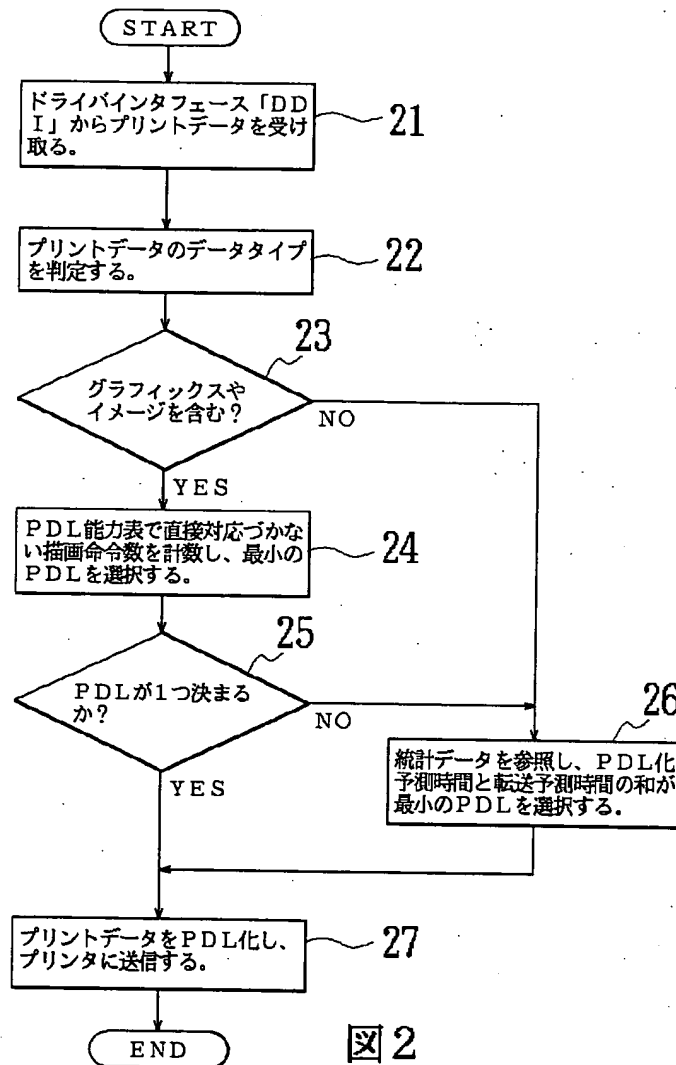 START
ドライバインタフェース「DD
I」からプリントデータを受け
取る。
21
プリントデータのデータタイプ
を判定する。
22
23
グラフィックスや
イメージを含む?
NO
YES
PDL能力表で直接対応づかな
い描画命令数を計数し、最小の
PDLを選択する。
24
25
PDLが1つ決まる
か?
NO
YES
26
統計データを参照し、PDL化
予測時間と転送予測時間の和が
最小のPDLを選択する。
プリントデータをPDL化し、
プリンタに送信する。
27
END
図2